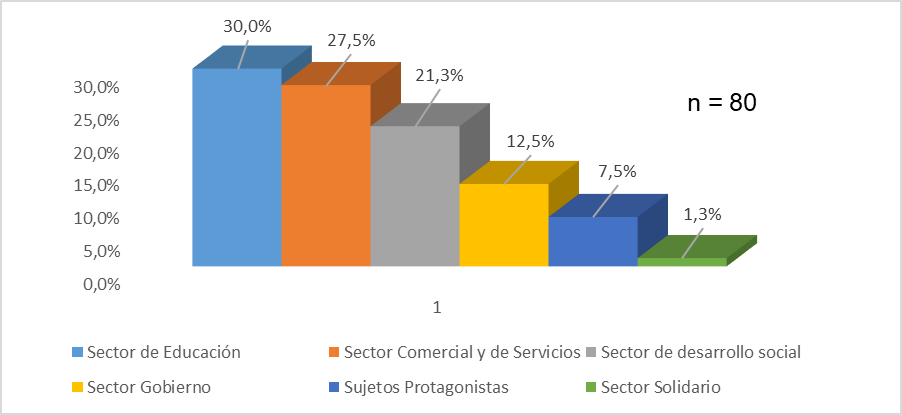 30,0%
27,5%
21,3%
12,5%
7,5%
1,3%
n = 80
30,0%
25,0%
20,0%
15,0%
10,0%
5,0%
0,0%
1
Sector de Educación
Sector Comercial y de Servicios
Sector de desarrollo social
Sector Gobierno
Sujetos Protagonistas
Sector Solidario